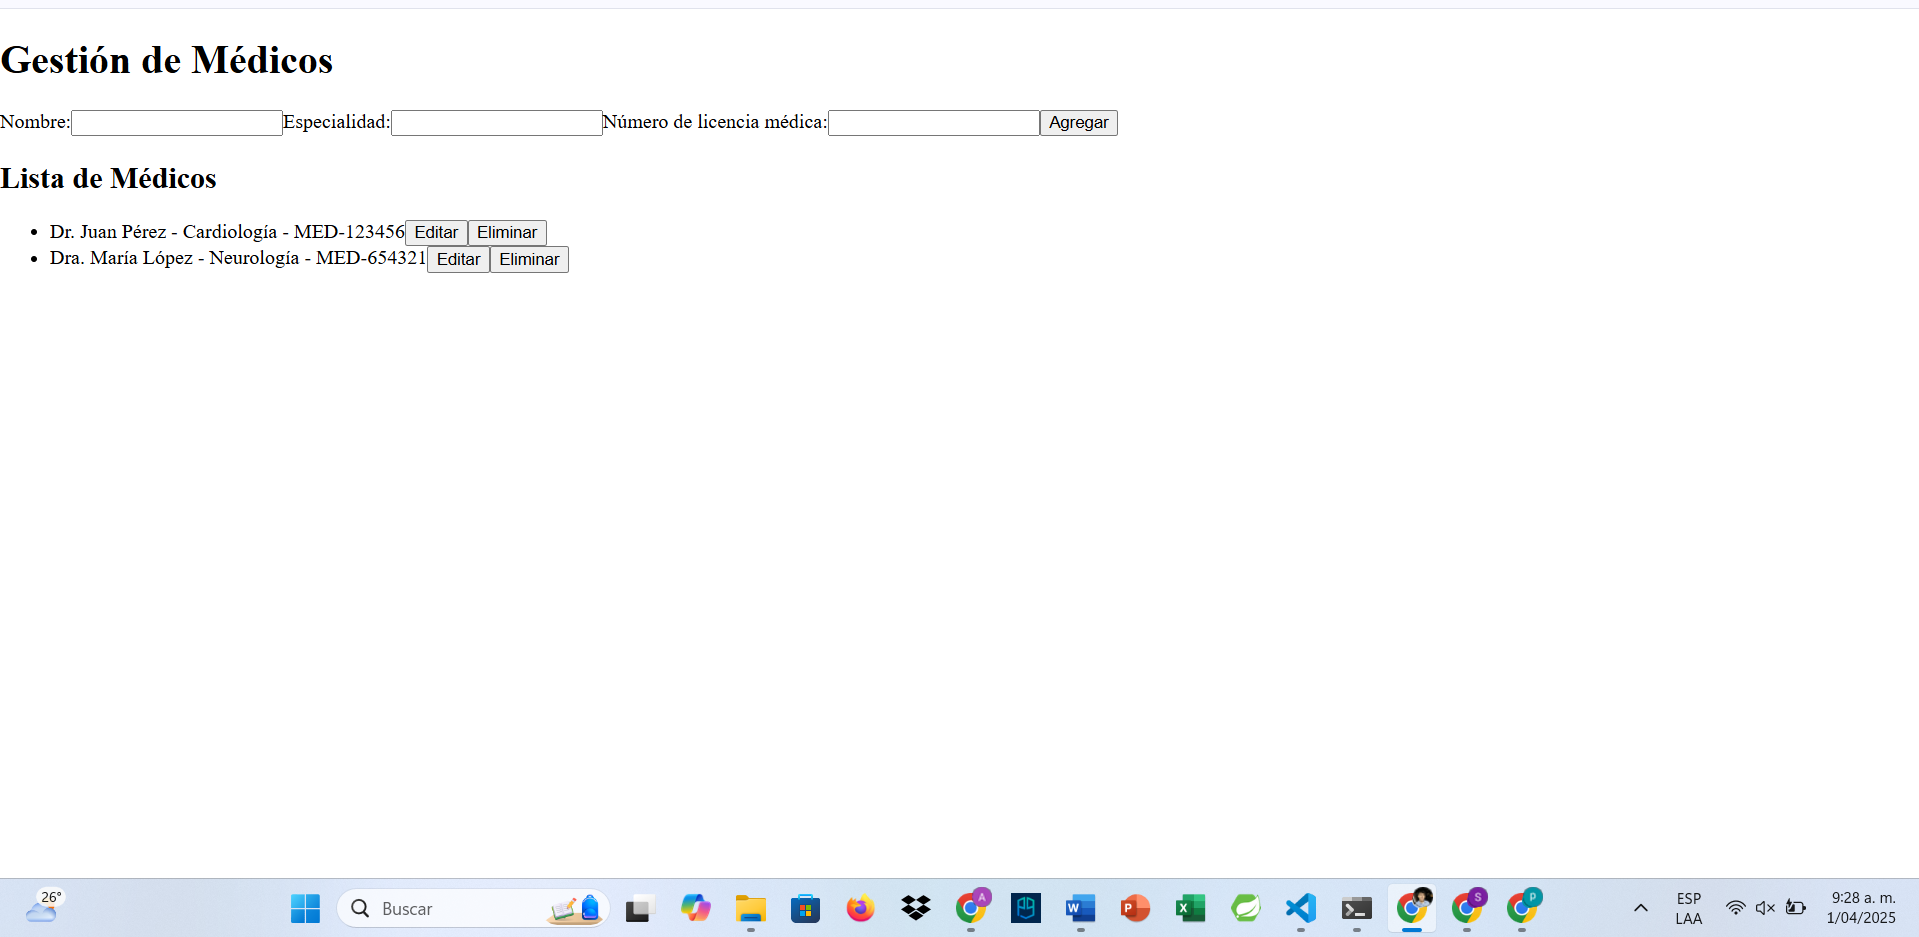 Gestión de Médicos
Nombre: Especialidad: Número de licencia médica: Agregar
Lista de Médicos
• Dr. Juan Pérez - Cardiología - MED-123456 Editar Eliminar
• Dra. María López - Neurología - MED-654321 Editar Eliminar
26°
Buscar
A
W
P
X
S
P
ESP
LAA
9:28 a. m.
1/04/2025